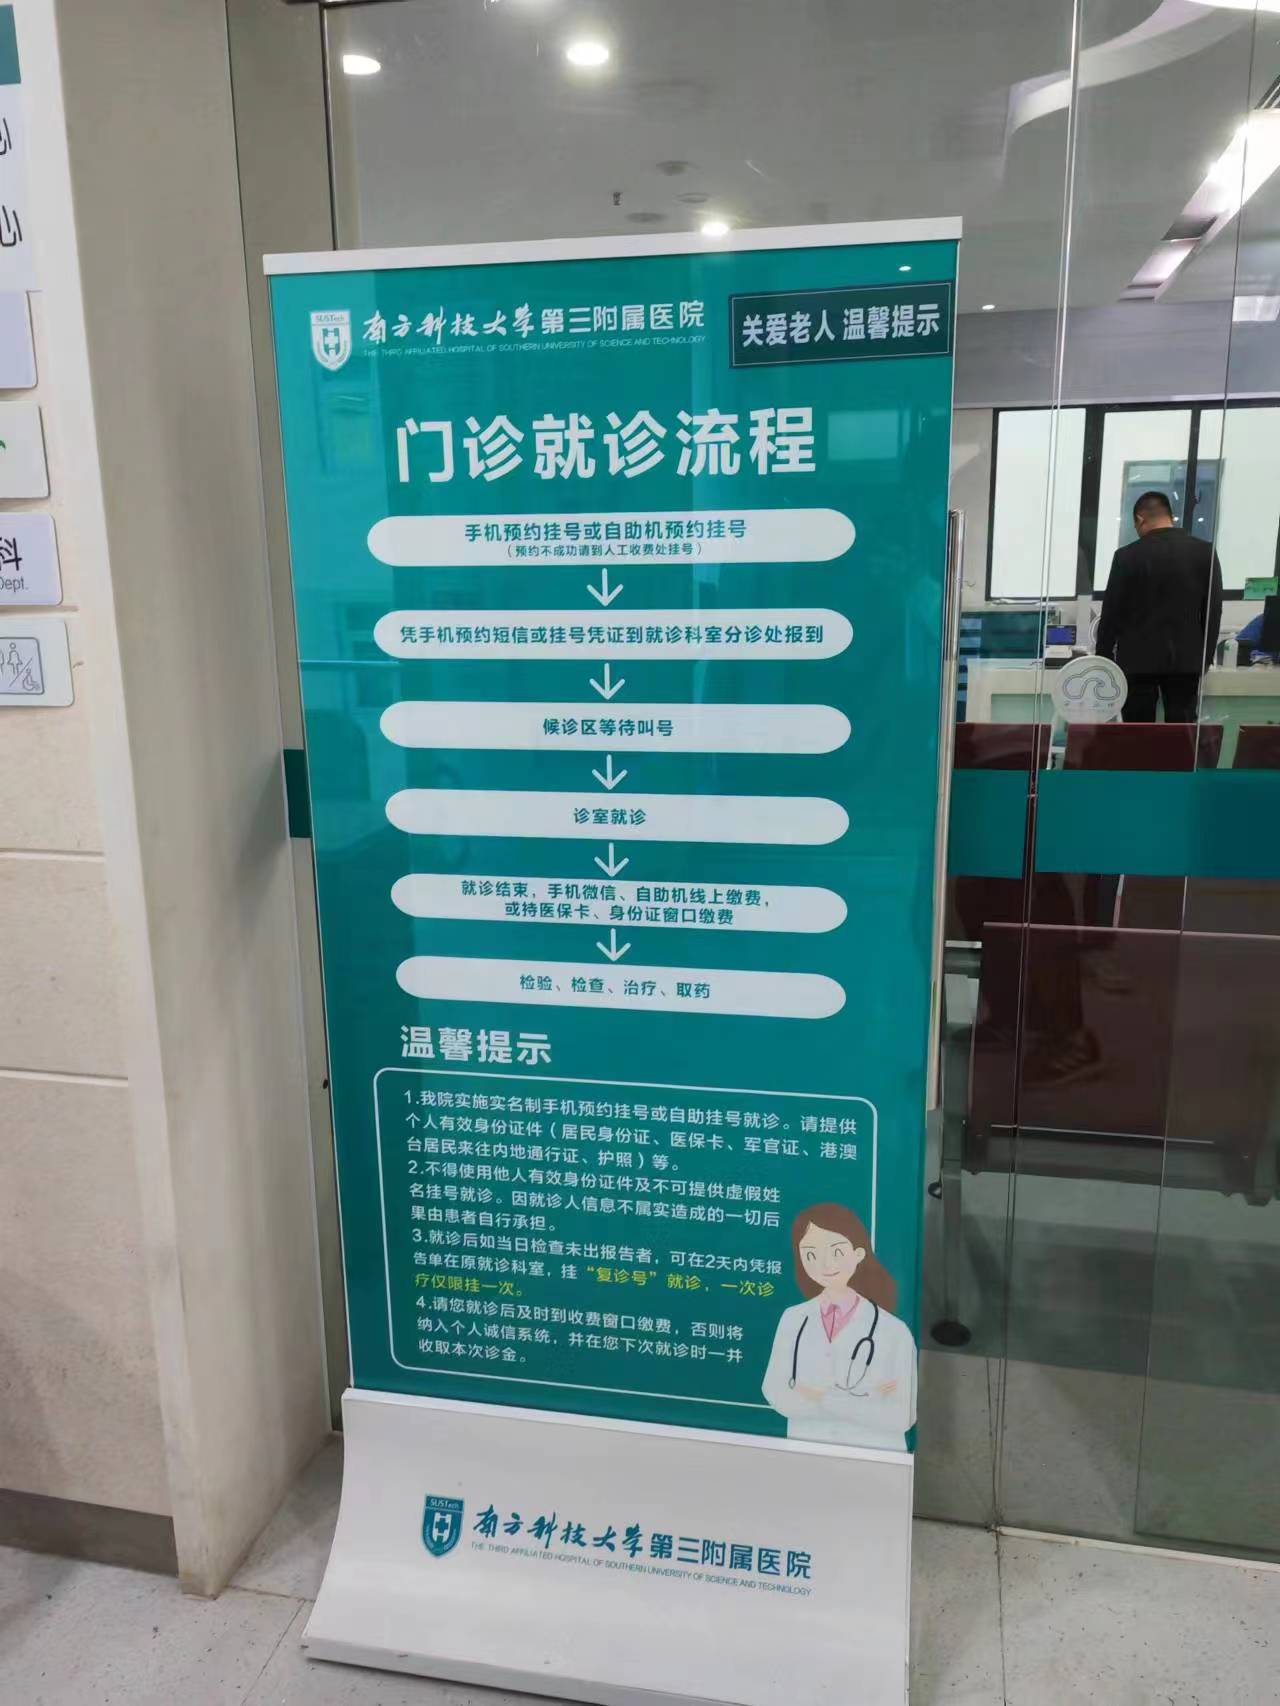 心
心
科
Dept.
SUSTech
南方科技大学第三附属医院
THE THIRD AFFILIATED HOSPITAL OF SOUTHERN UNIVERSITY OF SCIENCE AND TECHNOLOGY
关爱老人 温馨提示
门诊就诊流程
手机预约挂号或自助机预约挂号
（预约不成功请到人工收费处挂号）
凭手机预约短信或挂号凭证到就诊科室分诊处报到
候诊区等待叫号
诊室就诊
就诊结束，手机微信、自助机线上缴费，
或持医保卡、身份证窗口缴费
检验、检查、治疗、取药
温馨提示
1.我院实施实名制手机预约挂号或自助挂号就诊。请提供
个人有效身份证件（居民身份证、医保卡、军官证、港澳
台居民来往内地通行证、护照）等。
2.不得使用他人有效身份证件及不可提供虚假姓
名挂号就诊。因就诊人信息不属实造成的一切后
果由患者自行承担。
3.就诊后如当日检查未出报告者，可在2天内凭报
告单在原就诊科室，挂“复诊号”就诊，一次诊
疗仅限挂一次。
4.请您就诊后及时到收费窗口缴费，否则将
纳入个人诚信系统，并在您下次就诊时一并
收取本次诊金。
SUSTech
南方科技大学第三附属医院
THE THIRD AFFILIATED HOSPITAL OF SOUTHERN UNIVERSITY OF SCIENCE AND TECHNOLOGY